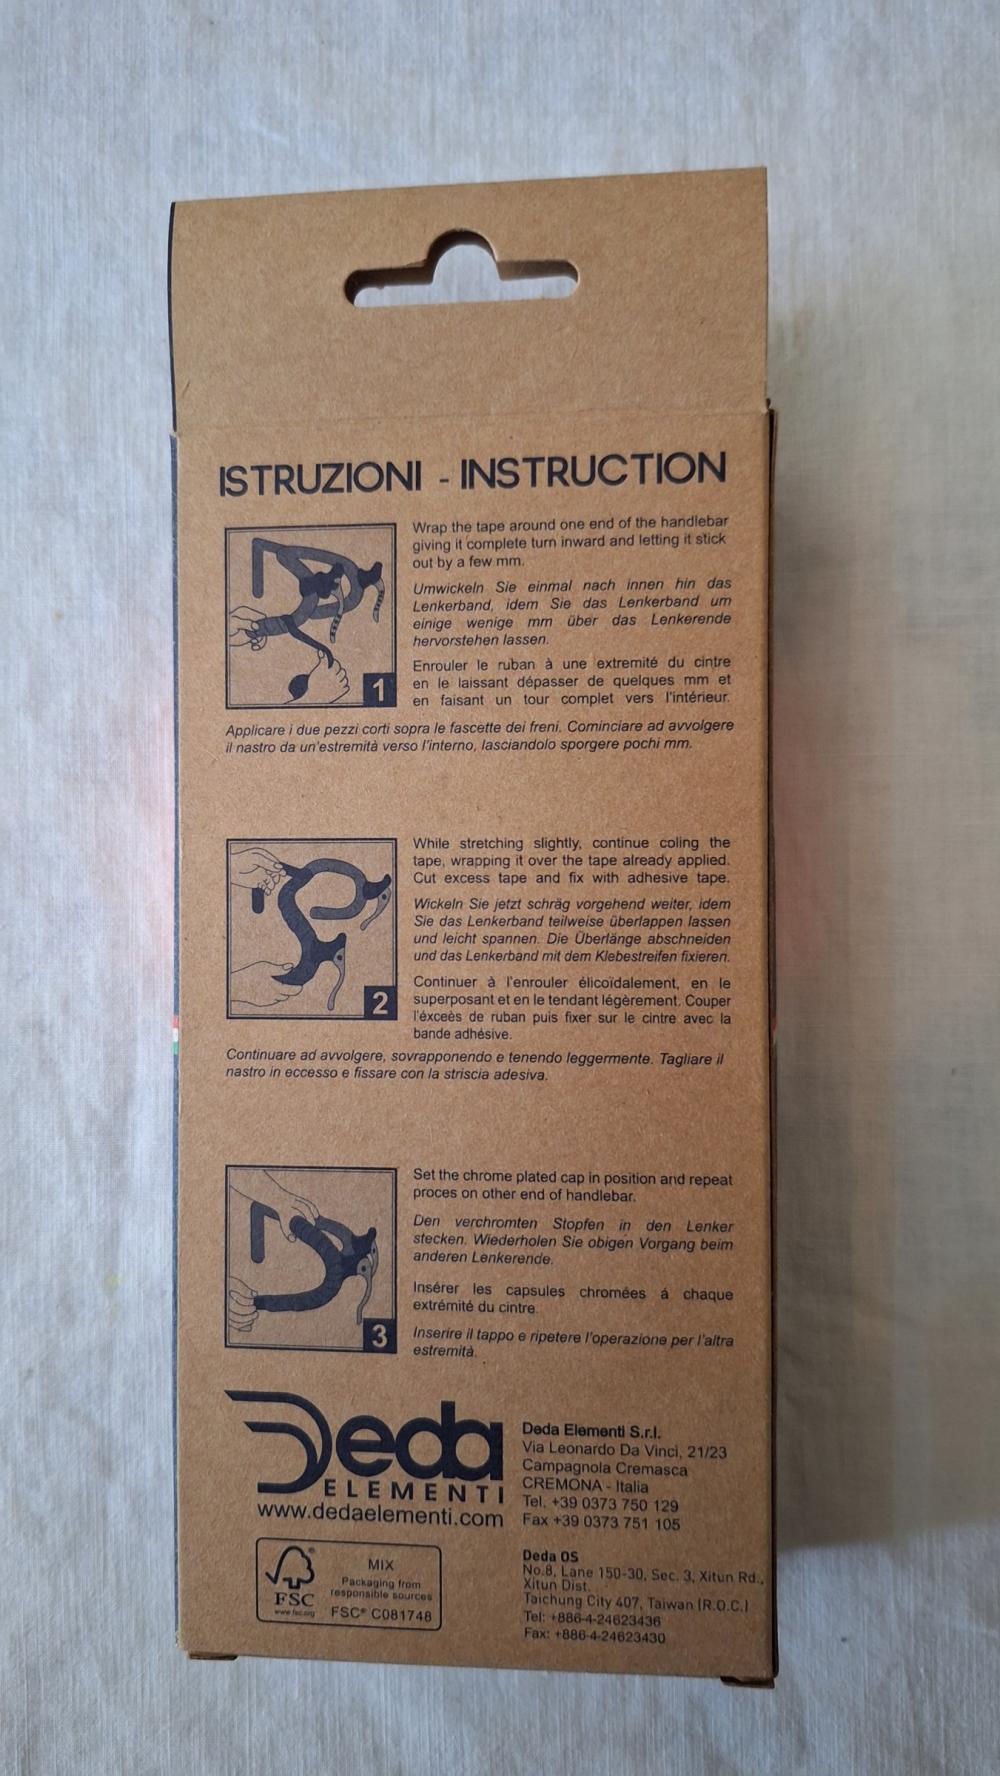 ISTRUZIONI - INSTRUCTION
Wrap the tape around one end of the handlebar
giving it complete turn inward and letting it stick
out by a few mm.
Umwickeln Sie einmal nach innen hin das
Lenkerband, idem Sie das Lenkerband um
einige wenige mm über das Lenkerende
hervorstehen lassen.
Enrouler le ruban à une extremité du cintre
en le laissant dépasser de quelques mm et
en faisant un tour complet vers l'intérieur.
1
Applicare i due pezzi corti sopra le fascette dei freni. Cominciare ad avvolgere
il nastro da un'estremità verso l'interno, lasciandolo sporgere pochi mm.
While stretching slightly, continue coling the
tape, wrapping it over the tape already applied.
Cut excess tape and fix with adhesive tape.
Wickeln Sie jetzt schräg vorgehend weiter, idem
Sie das Lenkerband teilweise überlappen lassen
und leicht spannen. Die Überlänge abschneiden
und das Lenkerband mit dem Klebestreifen fixieren.
Continuer à l'enrouler élicoïdalement, en le
superposant et en le tendant légèrement. Couper
l'éxceès de ruban puis fixer sur le cintre avec la
bande adhésive.
2
Continuare ad avvolgere, sovrapponendo e tenendo leggermente. Tagliare il
nastro in eccesso e fissare con la striscia adesiva.
Set the chrome plated cap in position and repeat
proces on other end of handlebar.
Den verchromten Stopfen in den Lenker
stecken. Wiederholen Sie obigen Vorgang beim
anderen Lenkerende.
Insérer les capsules chromées á chaque
extrémité du cintre.
Inserire il tappo e ripetere l'operazione per l'altra
estremità.
3
Deda
ELEMENTI
www.dedaelementi.com
Deda Elementi S.r.l.
Via Leonardo Da Vinci, 21/23
Campagnola Cremasca
CREMONA - Italia
Tel. +39 0373 750 129
Fax +39 0373 751 105
Deda OS
No.8, Lane 150-30, Sec. 3, Xitun Rd.,
Xitun Dist.
Taichung City 407, Taiwan (R.O.C.)
Tel: +886-4-24623436
Fax: +886-4-24623430
FSC
www.fsc.org
MIX
Packaging from
responsible sources
FSC® C081748